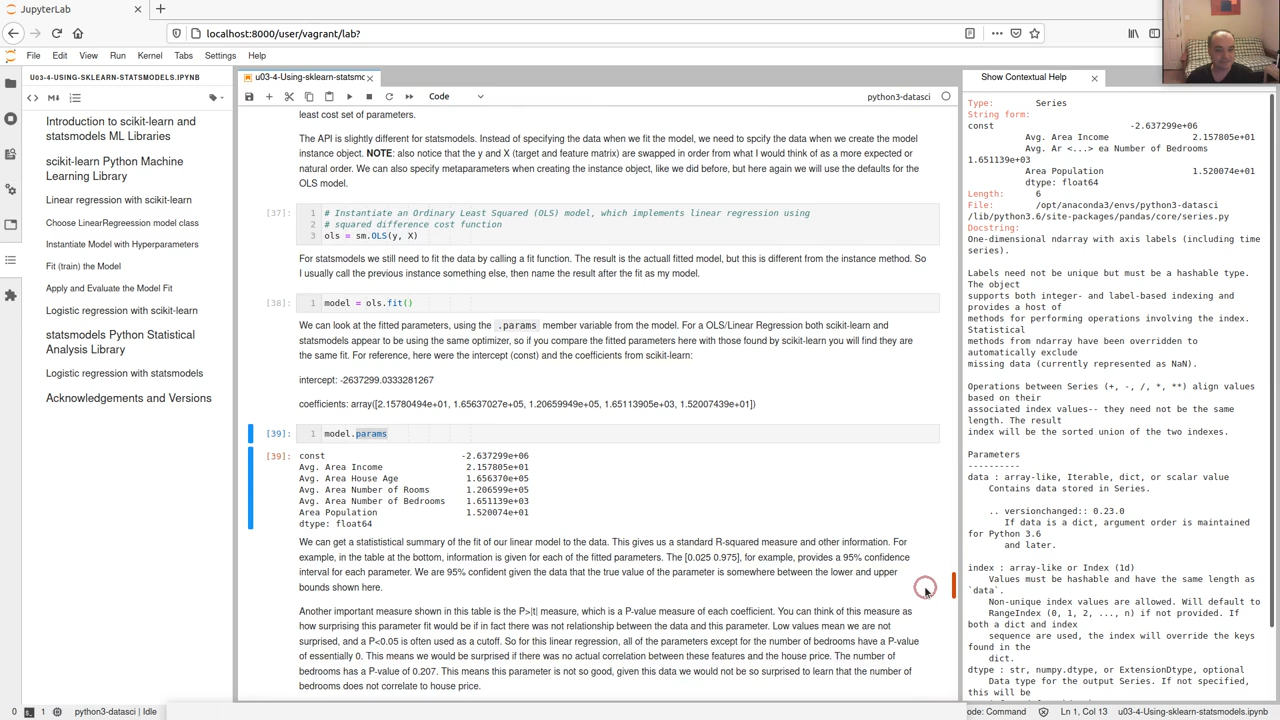 JupyterLab
localhost:8000/user/vagrant/lab?
File Edit View Run Kernel Tabs Settings Help
U03-4-USING-SKLEARN-STATSMODELS.IPYNB
Introduction to scikit-learn and
statsmodels ML Libraries
scikit-learn Python Machine
Learning Library
Linear regression with scikit-learn
Choose LinearRegreession model class
Instantiate Model with Hyperparameters
Fit (train) the Model
Apply and Evaluate the Model Fit
Logistic regression with scikit-learn
statsmodels Python Statistical
Analysis Library
Logistic regression with statsmodels
Acknowledgements and Versions
u03-4-Using-sklearn-statsmo
Code
python3-datasci
least cost set of parameters.
The API is slightly different for statsmodels. Instead of specifying the data when we fit the model, we need to spcify the data when we create the model
instance object. NOTE: also notice that the y and X (target and feature matrix) are swapped in order from what I would think of as a more expected or
natural order. We can also specify metaparameters when creating the instance object, like we did before, but here again we will use the defaults for the
OLS model.
[37]:
1 # Instantiate an Ordinary Least Squared (OLS) model, which implements linear regression using
2 # squared difference cost function
3 ols = sm.OLS(y, X)
For statsmodels we still need to fit the data by calling a fit function. The result is the actuall fitted model, but this is different from the instance method. So
I usually call the previous instance something else, then name the result after the fit as my model.
[38]: 1 model = ols.fit()
We can look at the fitted parameters, using the .params member variable from the model. For a OLS/Linear Regression both scikit-learn and
statsmodels appear to be using the same optimizer, so if you compare the fitted parameters here with those found by scikit-learn you will find they are
the same fit. For reference, here were the intercept (const) and the coefficients from scikit-learn:
intercept: -2637299.0333281267
coefficients: array([2.15780494e+01, 1.65637027e+05, 1.20659949e+05, 1.65113905e+03, 1.52007439e+01])
[39]: 1 model.params
[39]: const -2.637299e+06
Avg. Area Income 2.157805e+01
Avg. Area House Age 1.656370e+05
Avg. Area Number of Rooms 1.206599e+05
Avg. Area Number of Bedrooms 1.651139e+03
Area Population 1.520074e+01
dtype: float64
We can get a statististical summary of the fit of our linear model to the data. This gives us a standard R-squared measure and other information. For
example, in the table at the bottom, information is given for each of the fitted parameters. The [0.025 0.975], for example, provides a 95% confidence
interval for each parameter. We are 95% confident given the data that the true value of the parameter is somewhere between the lower and upper
bounds shown here.
Another important measure shown in this table is the P>|t| measure, which is a P-value measure of each coefficient. You can think of this measure as
how surprising this parameter fit would be if in fact there was not relationship between the data and this parameter. Low values mean we are not
surprised, and a P<0.05 is often used as a cutoff. So for this linear regression, all of the parameters except for the number of bedrooms have a P-value
of essentially 0. This means we would be surprised if there was no actual correlation between these features and the house price. The number of
bedrooms has a P-value of 0.207. This means this parameter is not so good, given this data we would not be so surprised to learn that the number of
bedrooms does not correlate to house price.
Show Contextual Help
Type: Series
String form:
const -2.637299e+06
Avg. Area Income 2.157805e+01
Avg. Ar <...> ea Number of Bedrooms
1.651139e+03
Area Population 1.520074e+01
dtype: float64
Length: 6
File: /opt/anaconda3/envs/python3-datasci
/lib/python3.6/site-packages/pandas/core/series.py
Docstring:
One-dimensional ndarray with axis labels (including time
series).
Labels need not be unique but must be a hashable type.
The object
supports both integer- and label-based indexing and
provides a host of
methods for performing operations involving the index.
Statistical
methods from ndarray have been overridden to
automatically exclude
missing data (currently represented as NaN).
Operations between Series (+, -, /, *, **) align values
based on their
associated index values-- they need not be the same
length. The result
index will be the sorted union of the two indexes.
Parameters
----------
data : array-like, Iterable, dict, or scalar value
Contains data stored in Series.
.. versionchanged:: 0.23.0
If data is a dict, argument order is maintained
for Python 3.6
and later.
index : array-like or Index (1d)
Values must be hashable and have the same length as
`data`.
Non-unique index values are allowed. Will default to
RangeIndex (0, 1, 2, ..., n) if not provided. If
both a dict and index
sequence are used, the index will override the keys
found in the
dict.
dtype : str, numpy.dtype, or ExtensionDtype, optional
Data type for the output Series. If not specified,
this will be
0 1 python3-datasci | Idle ode: Command Ln 1, Col 13 u03-4-Using-sklearn-statsmodels.ipynb